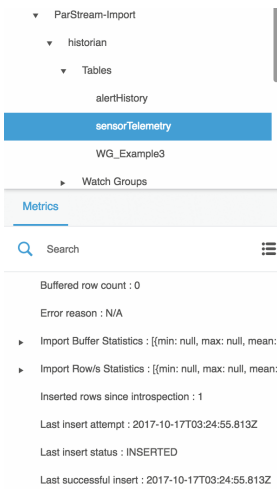 ParStream-Import
historian
Tables
alertHistory
sensorTelemetry
WG_Example3
Watch Groups
Metrics
Search
Buffered row count : 0
Error reason : N/A
Import Buffer Statistics : [{min: null, max: null, mean:
Import Row/s Statistics : [{min: null, max: null, mean:
Inserted rows since introspection : 1
Last insert attempt : 2017-10-17T03:24:55.813Z
Last insert status : INSERTED
Last successful insert : 2017-10-17T03:24:55.813Z